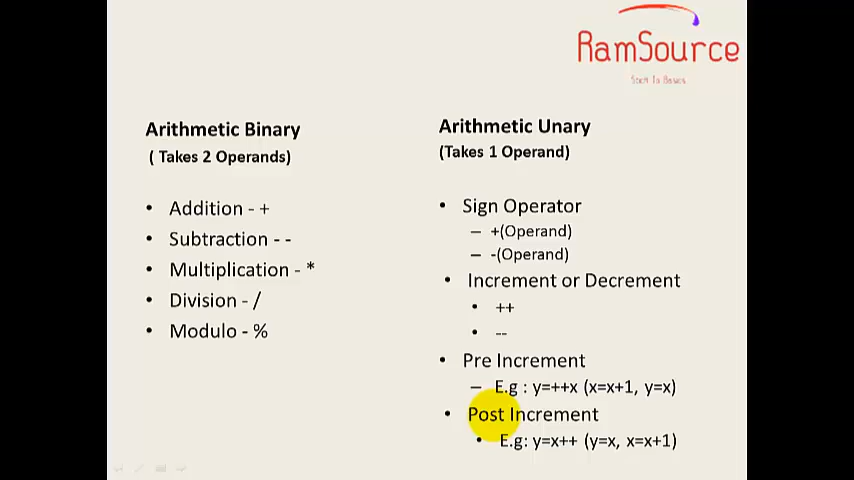 RamSource
Arithmetic Binary
( Takes 2 Operands)
• Addition - +
• Subtraction - -
• Multiplication - *
• Division - /
• Modulo - %
Arithmetic Unary
(Takes 1 Operand)
• Sign Operator
– +(Operand)
– -(Operand)
• Increment or Decrement
• ++
• --
• Pre Increment
– E.g : y=++x (x=x+1, y=x)
• Post Increment
• E.g: y=x++ (y=x, x=x+1)